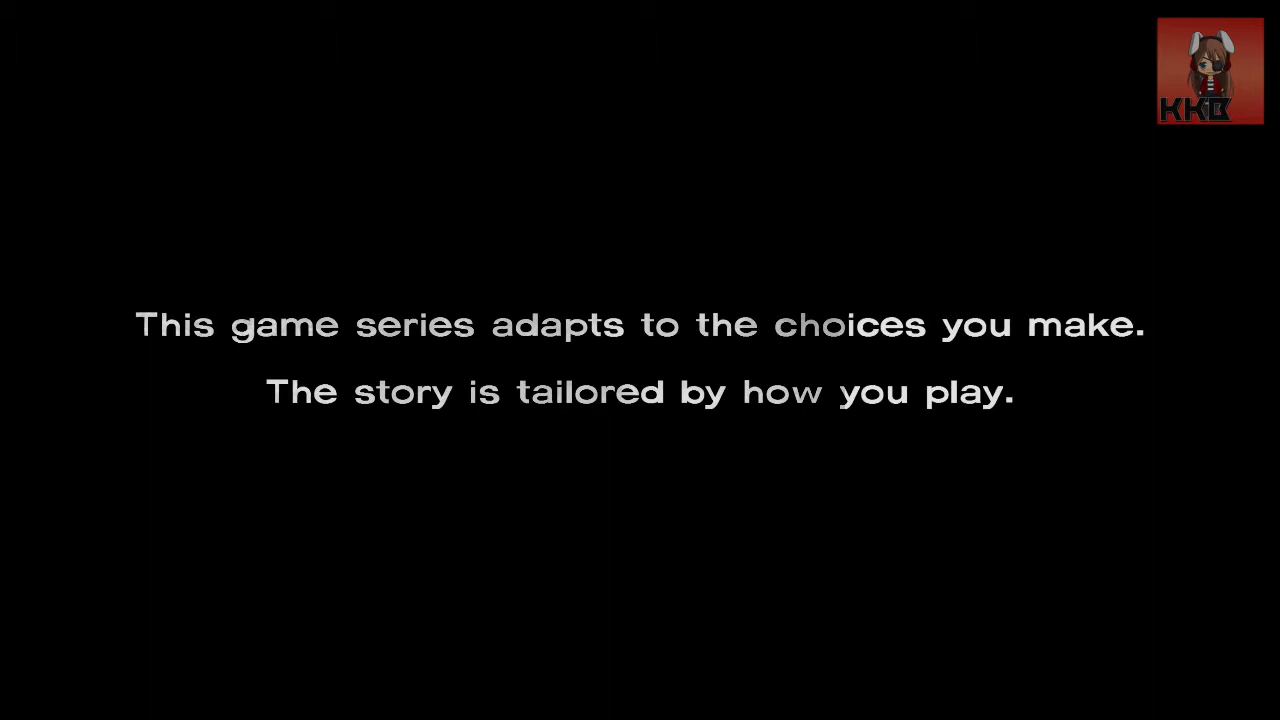 KKB
This game series adapts to the choices you make.
The story is tailored by how you play.